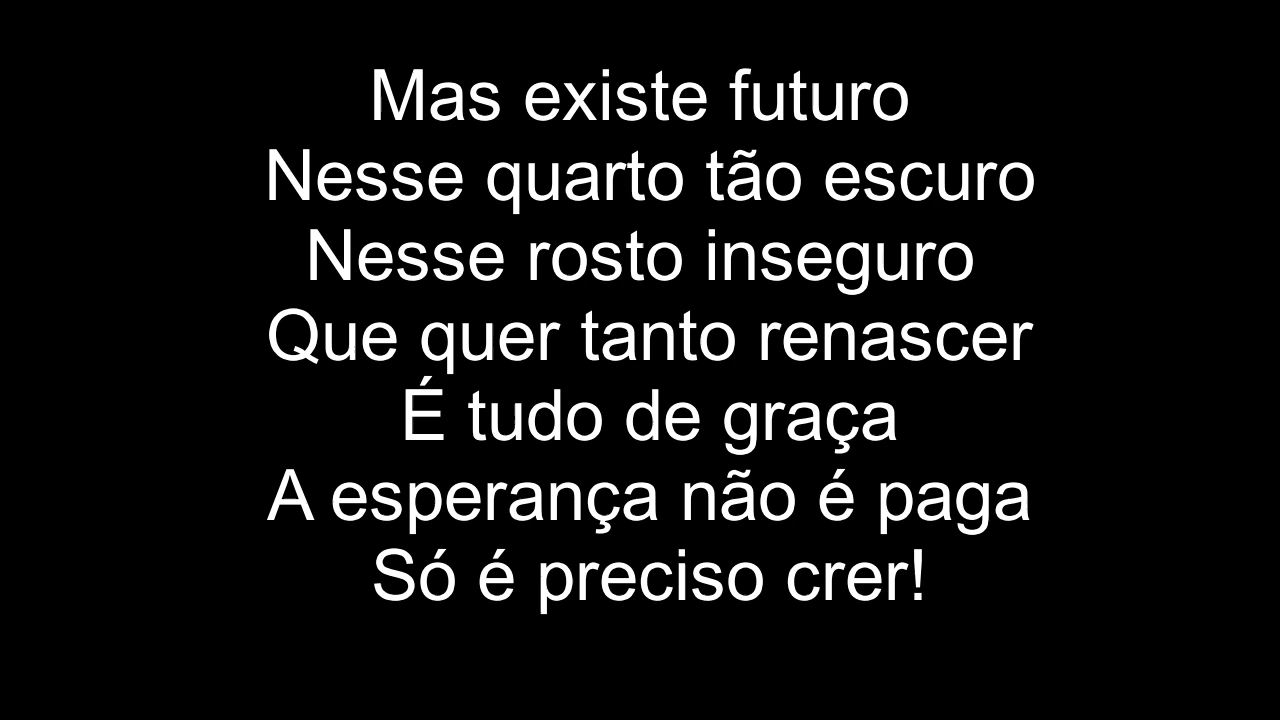 Mas existe futuro
Nesse quarto tão escuro
Nesse rosto inseguro
Que quer tanto renascer
É tudo de graça
A esperança não é paga
Só é preciso crer!